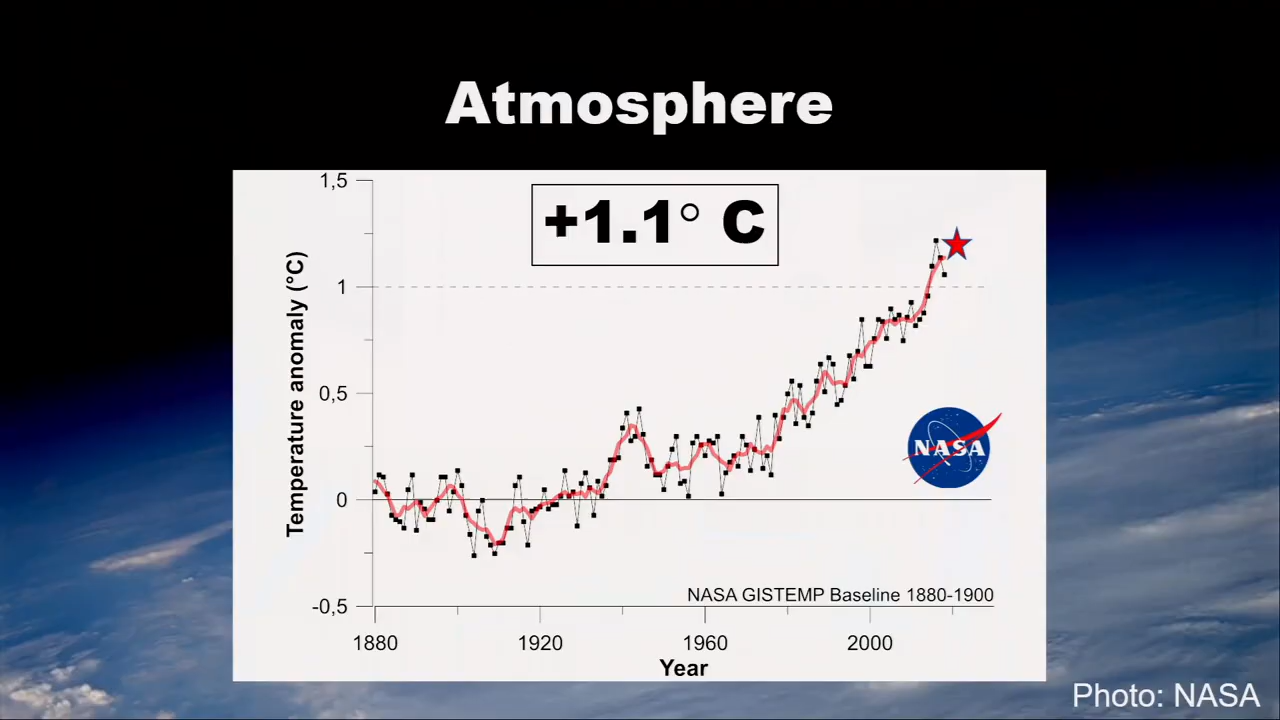 Atmosphere
+1.1° C
1,5
1
0,5
0
-0,5
Temperature anomaly (°C)
NASA
NASA GISTEMP Baseline 1880-1900
1880 1920 1960 2000
Year
Photo: NASA